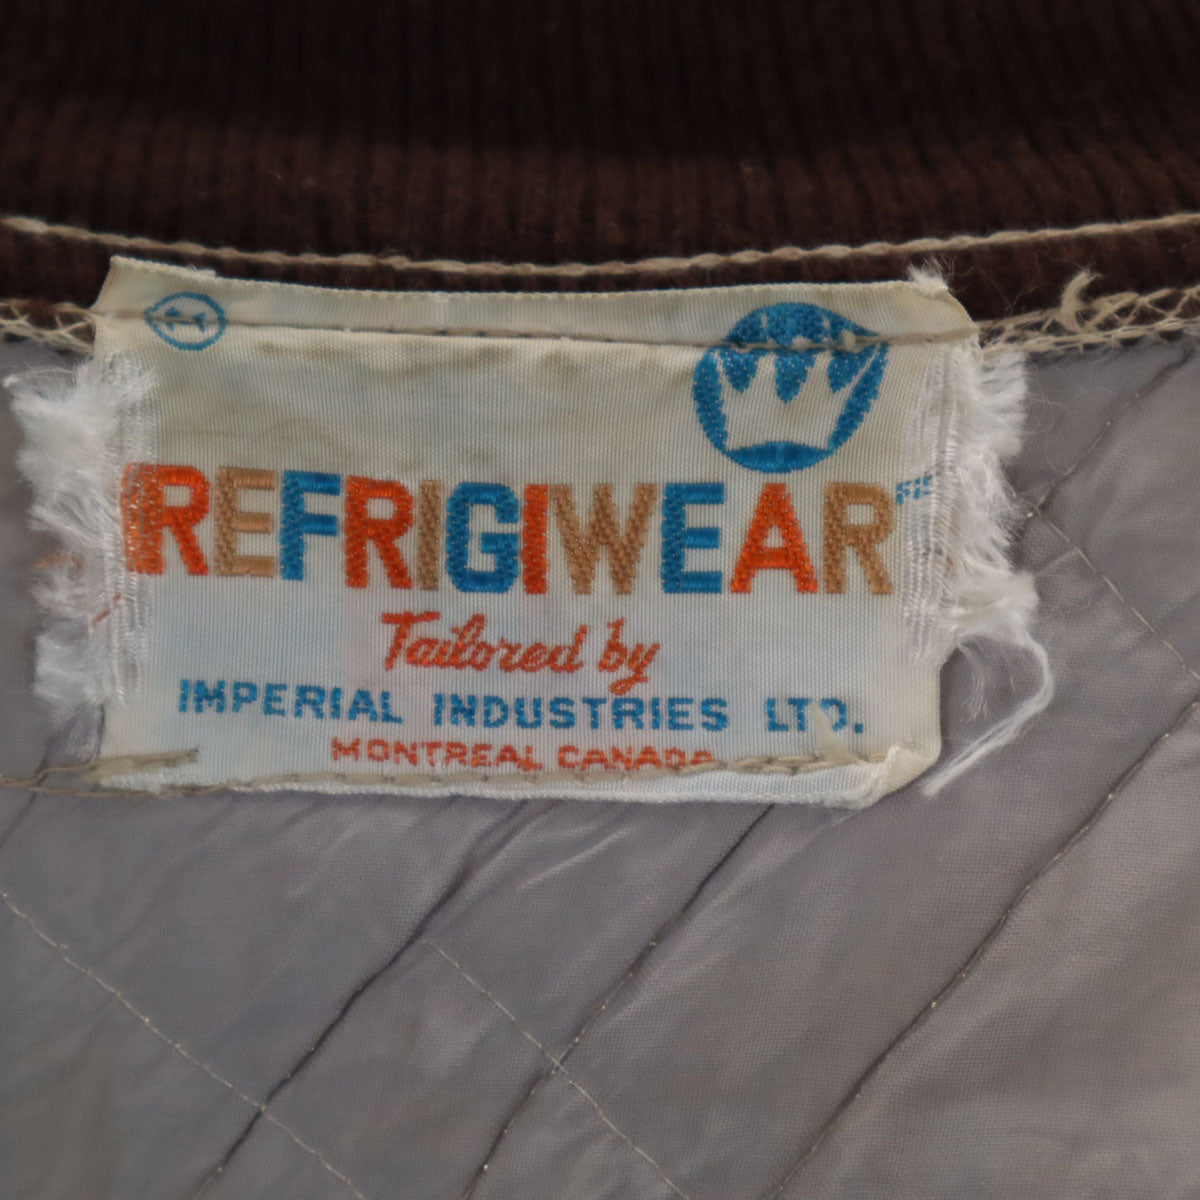 REFRIGIWEAR
Tailored by
IMPERIAL INDUSTRIES LTD.
MONTREAL CANADA